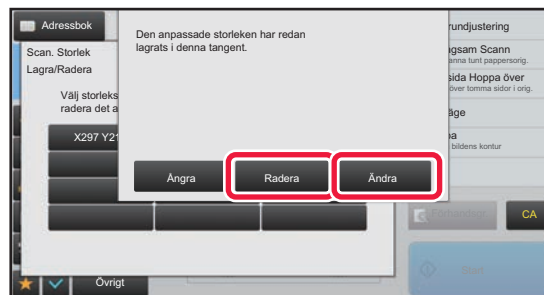 Adressbok
Den anpassade storleken har redan
lagrats i denna tangent.
Scan. Storlek
Lagra/Radera
Välj storleks
radera det a
X297 Y21
Ångra
Radera
Ändra
Övrigt
rundjustering
gsam Scann
anna tunt pappersorig.
sida Hoppa över
över tomma sidor i orig.
äge
a
bildens kontur
Förhandsgr
CA
Start